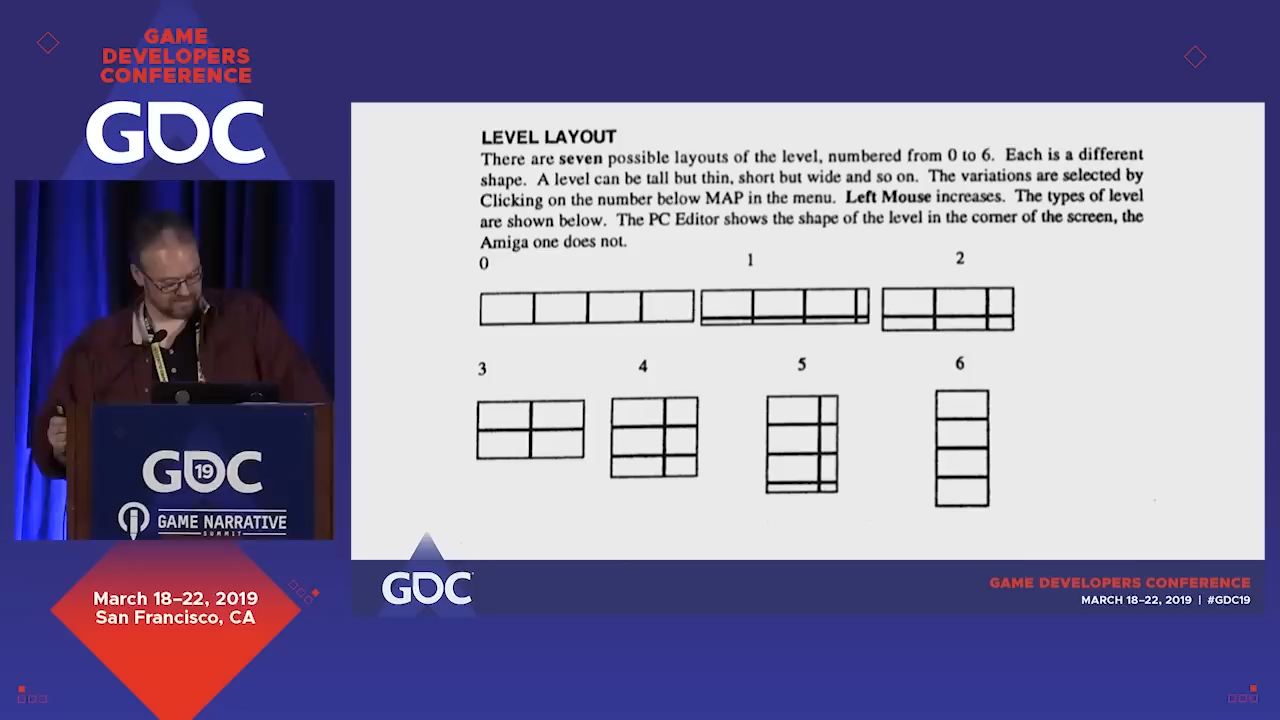 GAME
DEVELOPERS
CONFERENCE
GDC
LEVEL LAYOUT
There are seven possible layouts of the level, numbered from 0 to 6. Each is a different
shape. A level can be tall but thin, short but wide and so on. The variations are selected by
Clicking on the number below MAP in the menu. Left Mouse increases. The types of level
are shown below. The PC Editor shows the shape of the level in the corner of the screen, the
Amiga one does not.
0 1 2
3 4 5 6
GDC
19
GAME NARRATIVE
SUMMIT
March 18–22, 2019
San Francisco, CA
GDC
GAME DEVELOPERS CONFERENCE
MARCH 18–22, 2019 | #GDC19